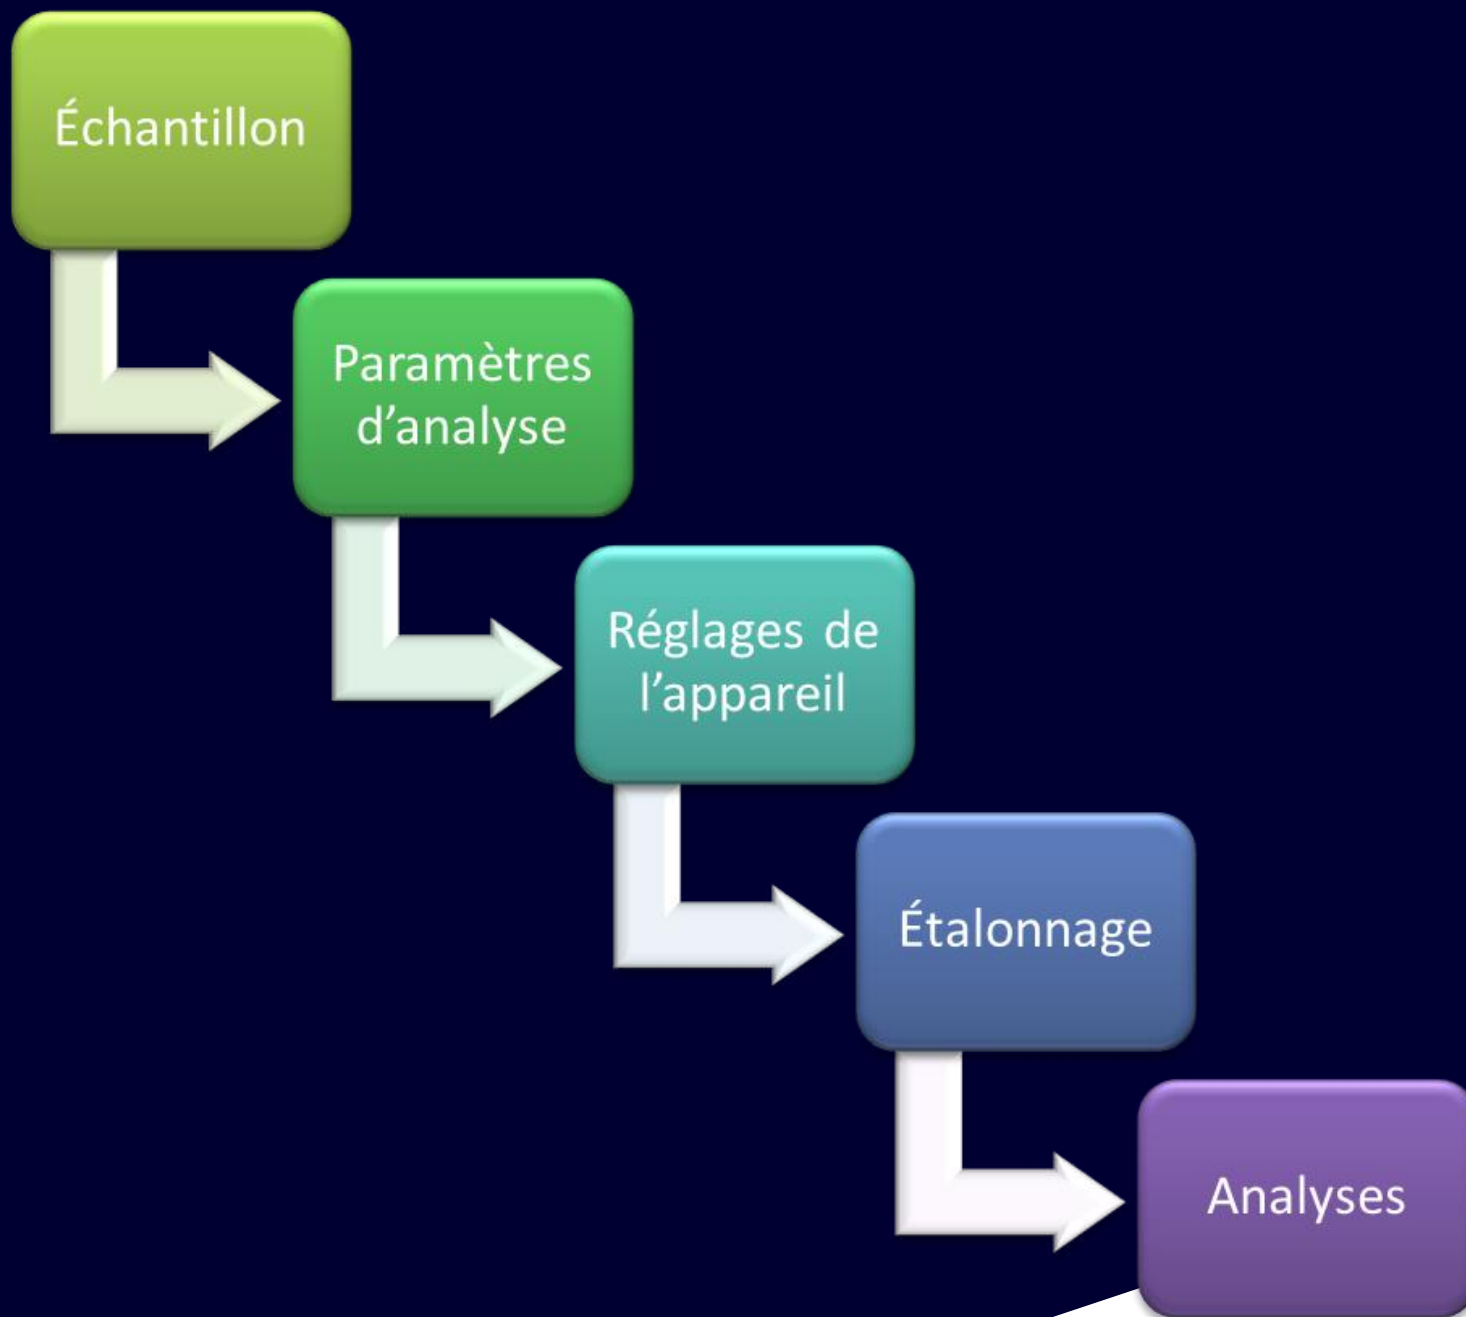 Échantillon
Paramètres
d’analyse
Réglages de
l’appareil
Étalonnage
Analyses